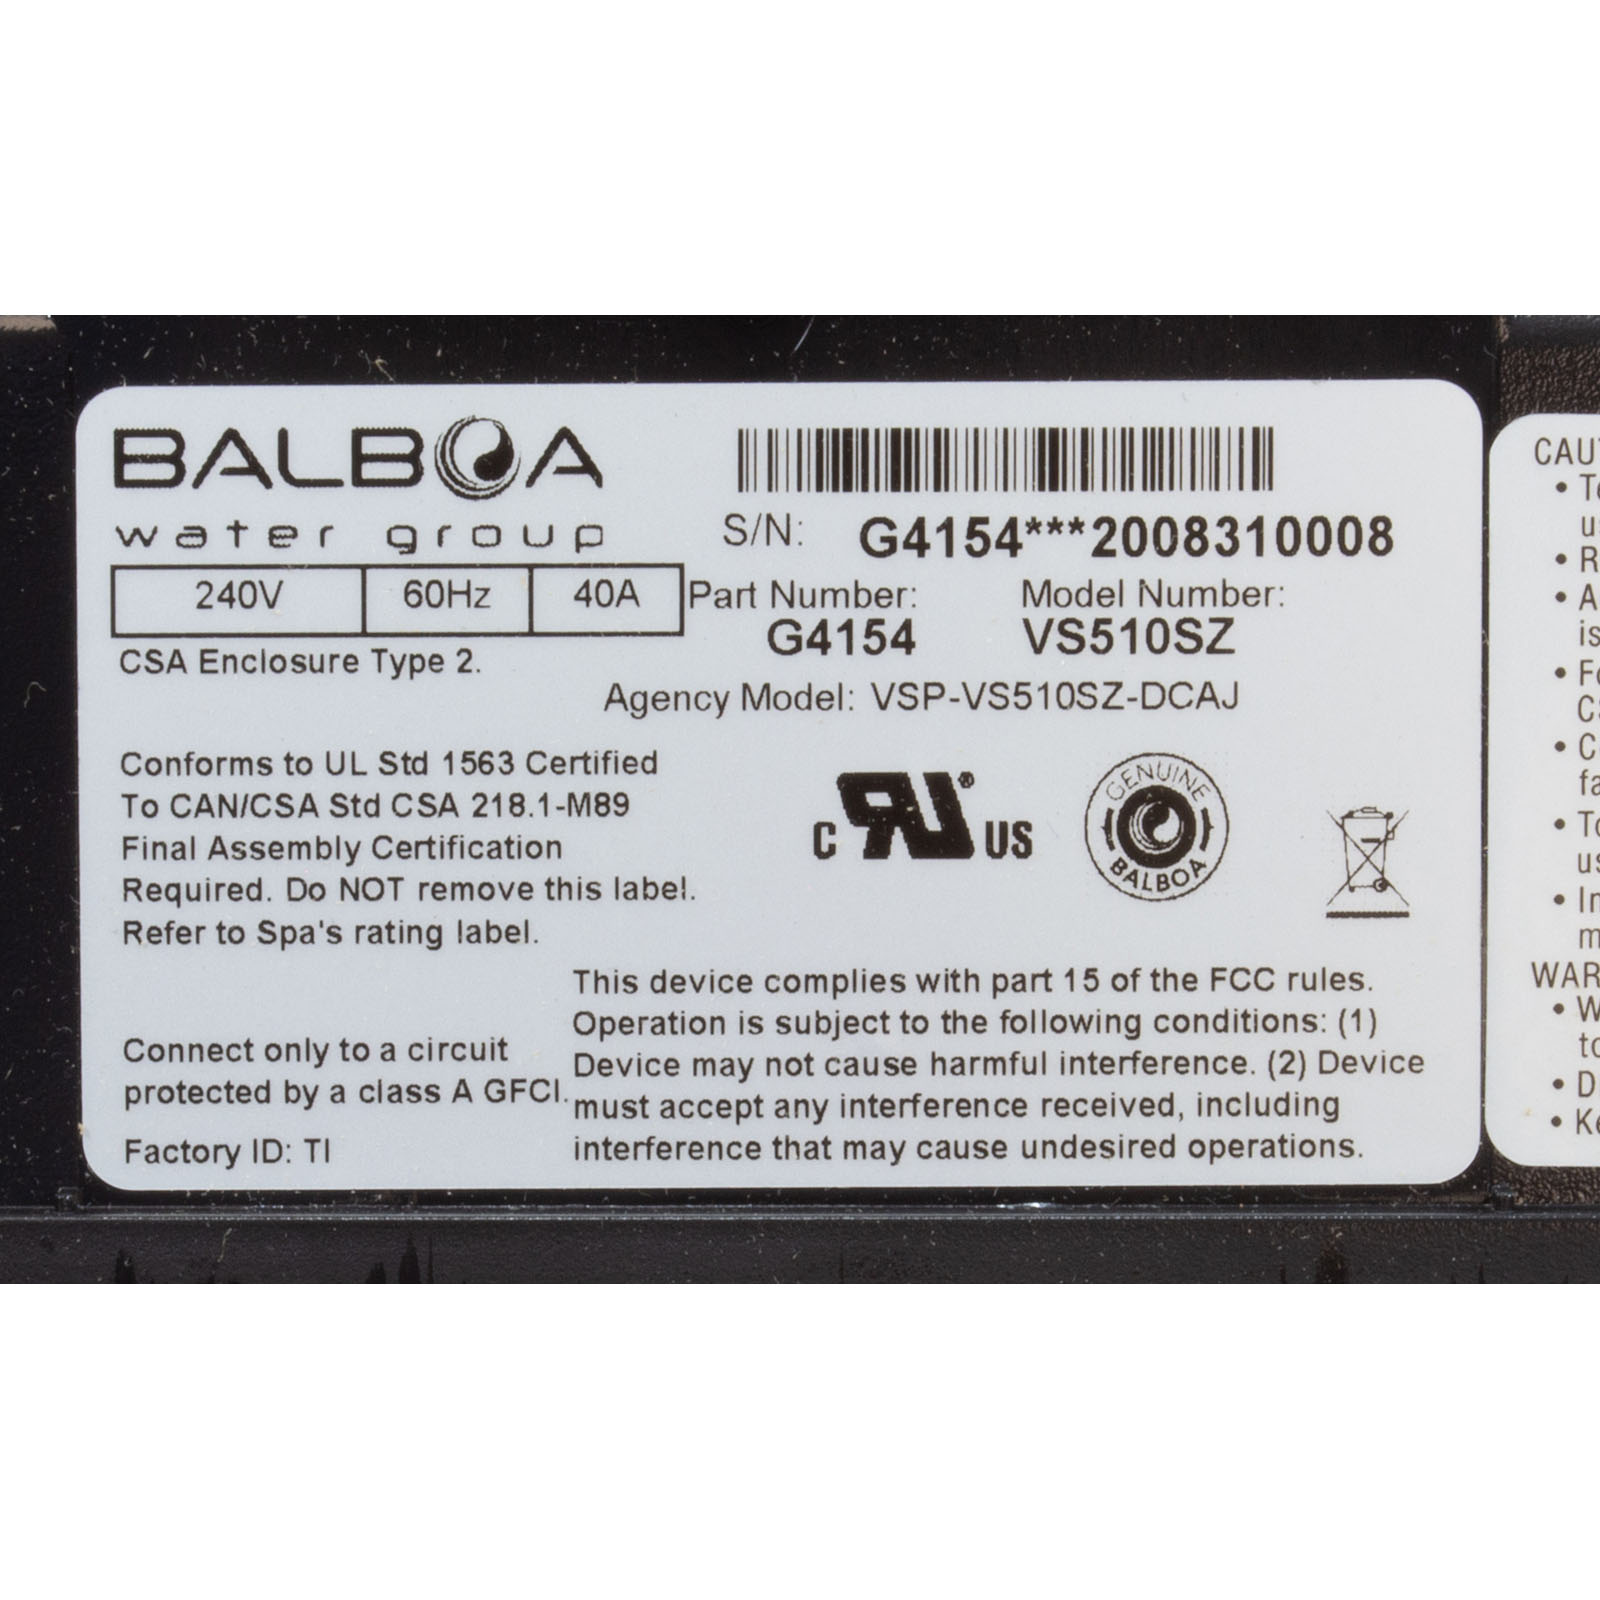 BALBOA
water group
S/N: G4154***2008310008
240V 60Hz 40A
Part Number: Model Number:
G4154 VS510SZ
CSA Enclosure Type 2.
Agency Model: VSP-VS510SZ-DCAJ
Conforms to UL Std 1563 Certified
To CAN/CSA Std CSA 218.1-M89
Final Assembly Certification
Required. Do NOT remove this label.
Refer to Spa's rating label.
C RU® US
GENUINE
BALBOA
This device complies with part 15 of the FCC rules.
Operation is subject to the following conditions: (1)
Device may not cause harmful interference. (2) Device
must accept any interference received, including
interference that may cause undesired operations.
Connect only to a circuit
protected by a class A GFCI.
Factory ID: TI